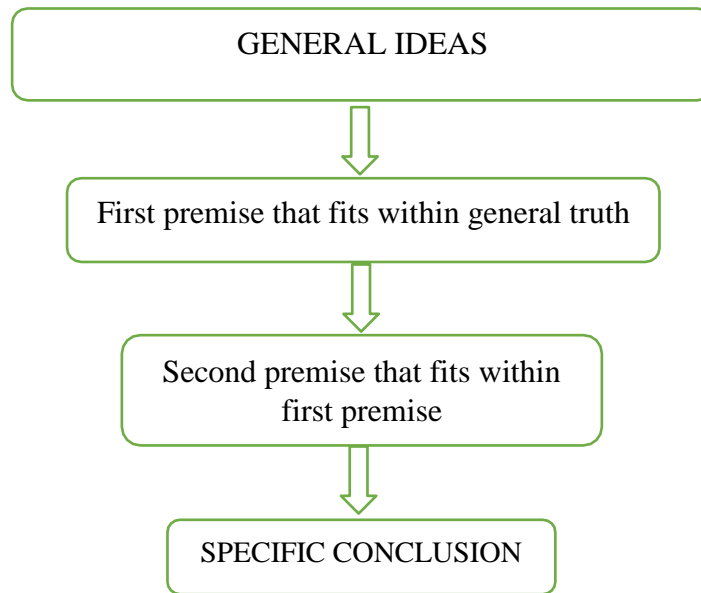 GENERAL IDEAS
First premise that fits within general truth
Second premise that fits within
first premise
SPECIFIC CONCLUSION